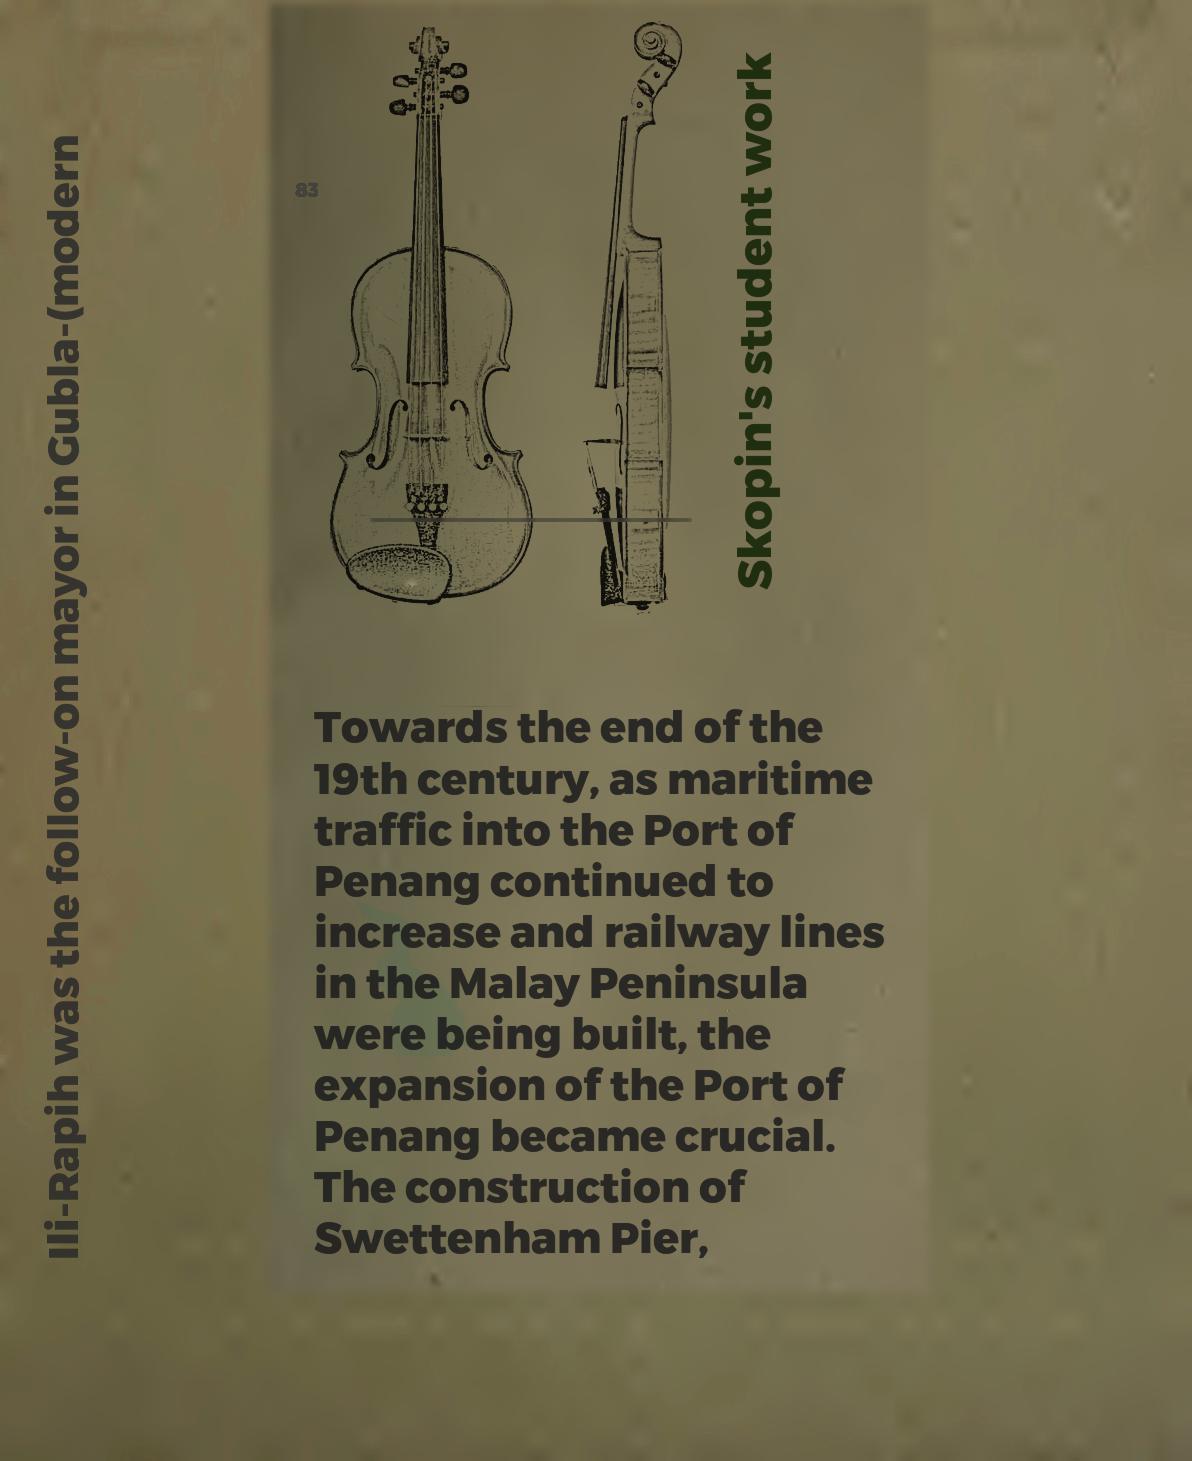 Ili-Rapih was the follow-on mayor in Gubla-(modern
83
Skopin's student work
Towards the end of the
19th century, as maritime
traffic into the Port of
Penang continued to
increase and railway lines
in the Malay Peninsula
were being built, the
expansion of the Port of
Penang became crucial.
The construction of
Swettenham Pier,